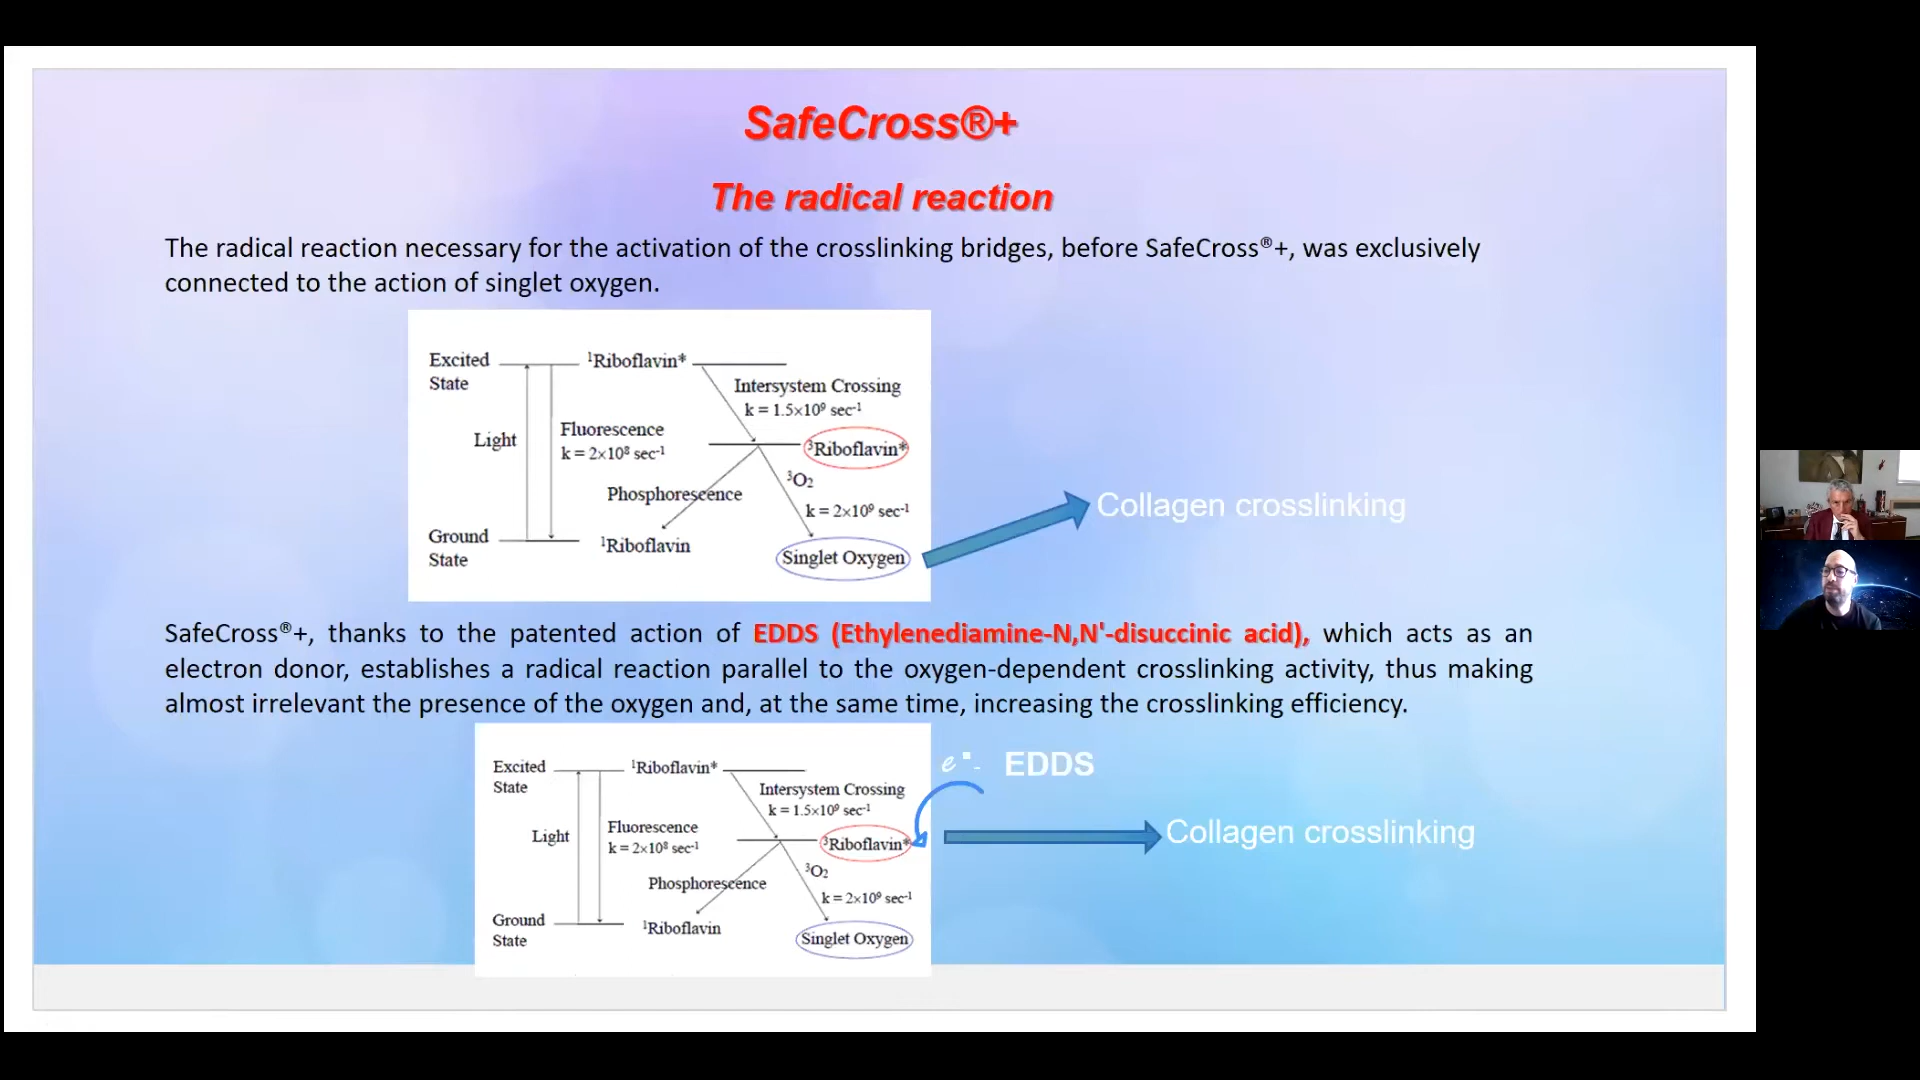 SafeCross®+
The radical reaction
The radical reaction necessary for the activation of the crosslinking bridges, before SafeCross®+, was exclusively
connected to the action of singlet oxygen.
Excited State
¹Riboflavin*
Intersystem Crossing
k = 1.5×10⁹ sec⁻¹
Light
Fluorescence
k = 2×10⁸ sec⁻¹
³Riboflavin*
³O₂
Phosphorescence
k = 2×10⁹ sec⁻¹
Ground State
¹Riboflavin
Singlet Oxygen
Collagen crosslinking
SafeCross®+, thanks to the patented action of EDDS (Ethylenediamine-N,N'-disuccinic acid), which acts as an
electron donor, establishes a radical reaction parallel to the oxygen-dependent crosslinking activity, thus making
almost irrelevant the presence of the oxygen and, at the same time, increasing the crosslinking efficiency.
Excited State
¹Riboflavin*
Intersystem Crossing
k = 1.5×10⁹ sec⁻¹
Light
Fluorescence
k = 2×10⁸ sec⁻¹
³Riboflavin*
³O₂
Phosphorescence
k = 2×10⁹ sec⁻¹
Ground State
¹Riboflavin
Singlet Oxygen
e▪- EDDS
Collagen crosslinking